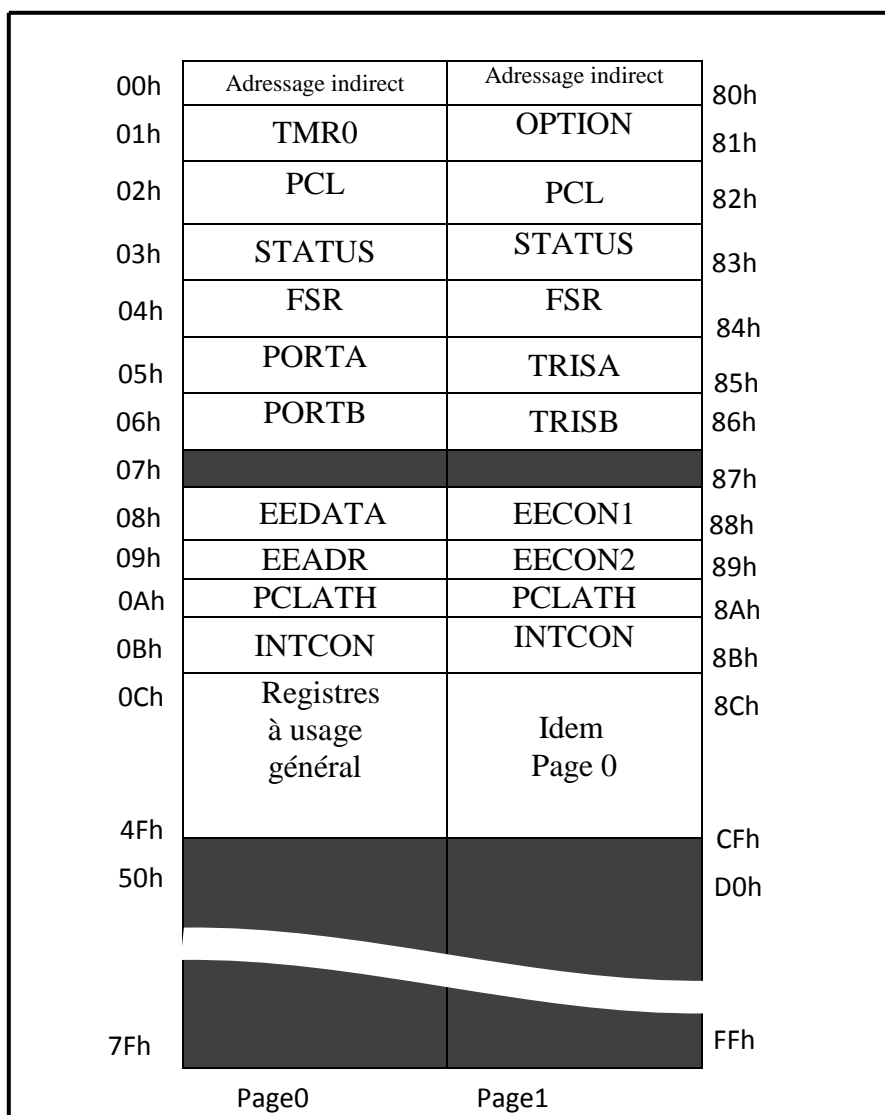 00h Adressage indirect Adressage indirect 80h
01h TMR0 OPTION 81h
02h PCL PCL 82h
03h STATUS STATUS 83h
04h FSR FSR 84h
05h PORTA TRISA 85h
06h PORTB TRISB 86h
07h 87h
08h EEDATA EECON1 88h
09h EEADR EECON2 89h
0Ah PCLATH PCLATH 8Ah
0Bh INTCON INTCON 8Bh
0Ch Registres 8Ch
à usage Idem
général Page 0
4Fh CFh
50h D0h
7Fh FFh
Page0 Page1